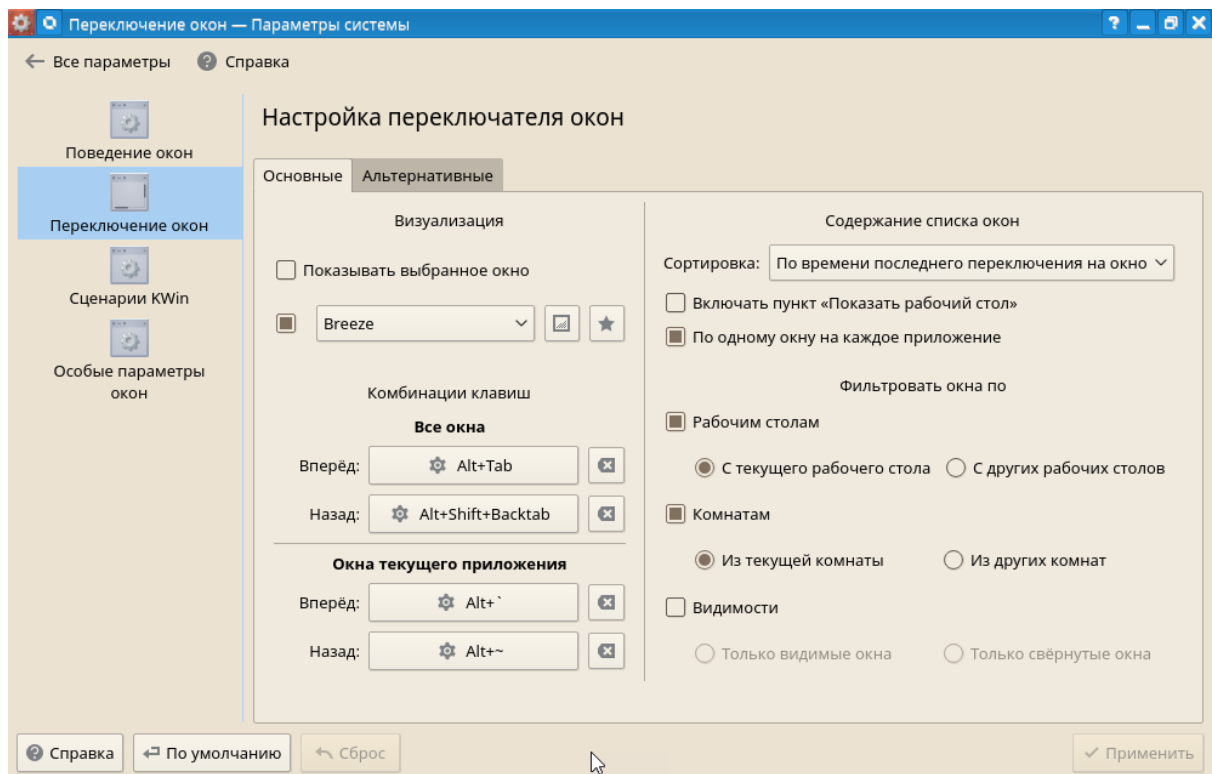 Переключение окон — Параметры системы
Все параметры
Справка
Поведение окон
Переключение окон
Сценарии KWin
Особые параметры
окон
Настройка переключателя окон
Основные
Альтернативные
Визуализация
Показывать выбранное окно
Breeze
Комбинации клавиш
Все окна
Вперёд: Alt+Tab
Назад: Alt+Shift+Backtab
Окна текущего приложения
Вперёд: Alt+`
Назад: Alt+~
Содержание списка окон
Сортировка: По времени последнего переключения на окно
Включать пункт «Показать рабочий стол»
По одному окну на каждое приложение
Фильтровать окна по
Рабочим столам
С текущего рабочего стола С других рабочих столов
Комнатам
Из текущей комнаты Из других комнат
Видимости
Только видимые окна Только свёрнутые окна
Справка
По умолчанию
Сброс
Применить